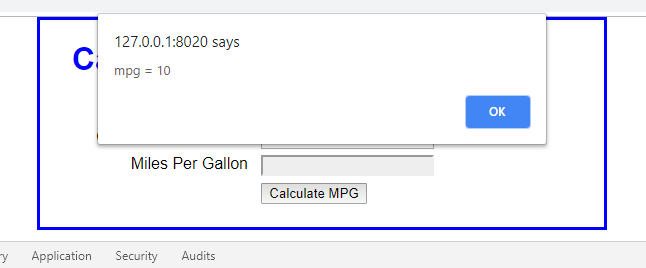 127.0.0.1:8020 says
mpg = 10
OK
Miles Per Gallon
Calculate MPG
Application Security Audits